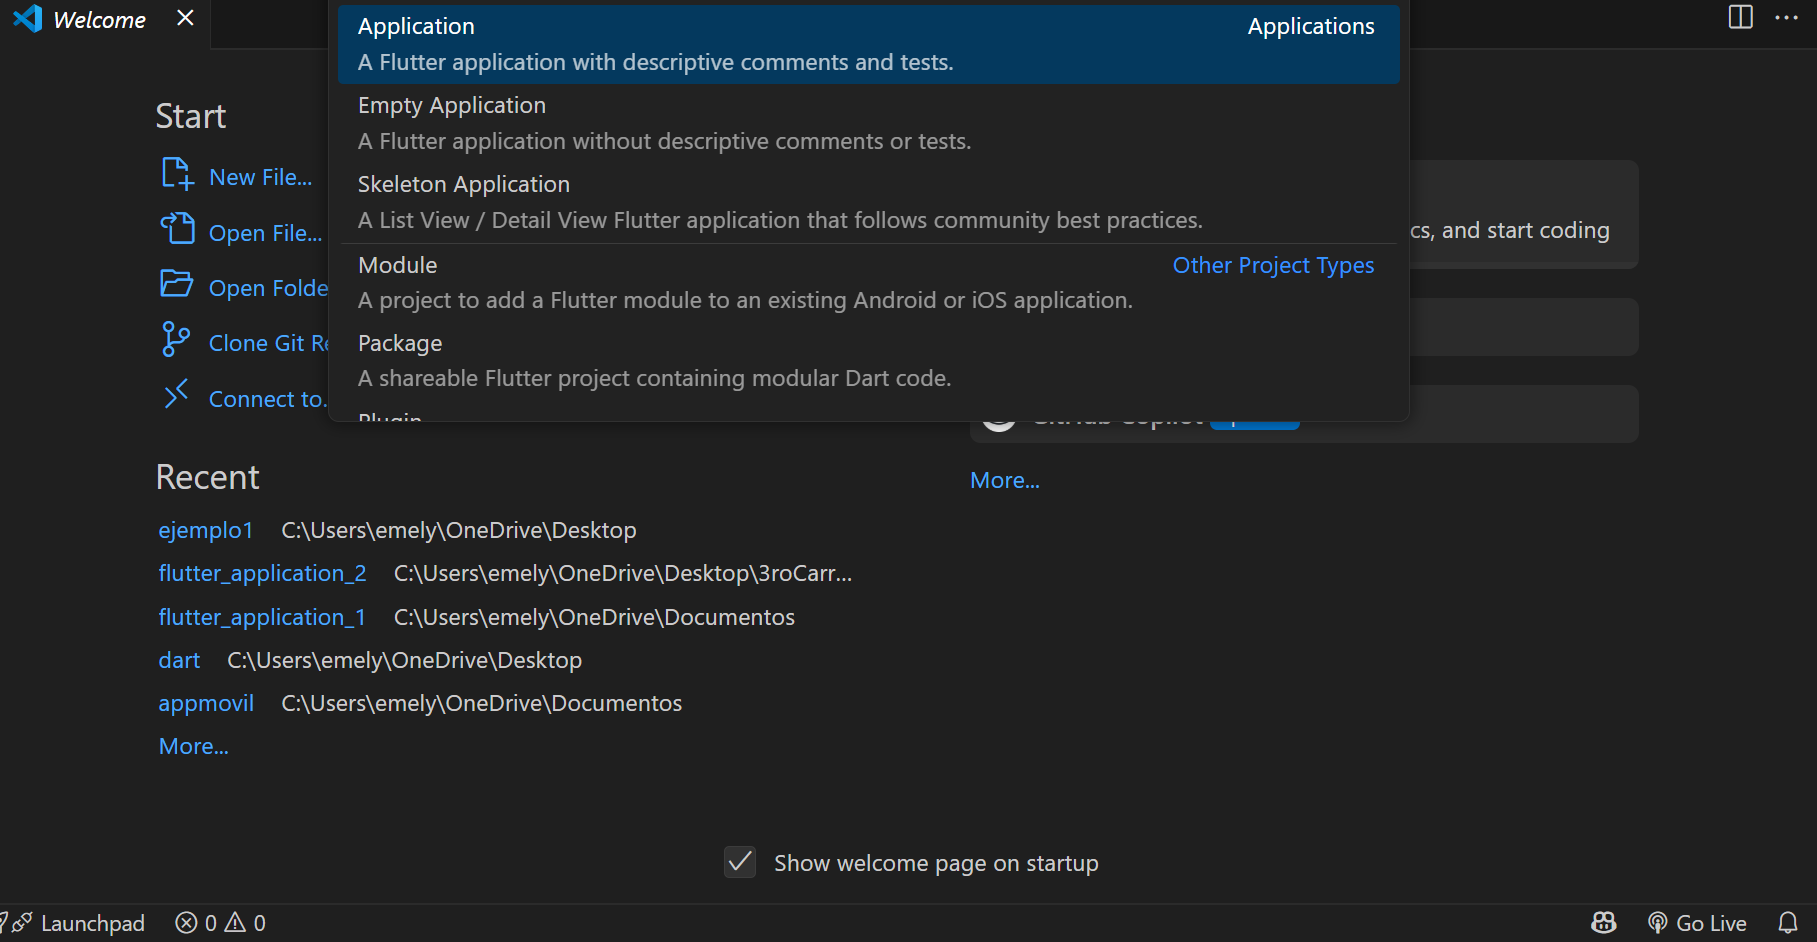 Welcome
Application Applications
A Flutter application with descriptive comments and tests.
Empty Application
A Flutter application without descriptive comments or tests.
Skeleton Application
A List View / Detail View Flutter application that follows community best practices.
Module Other Project Types
A project to add a Flutter module to an existing Android or iOS application.
Package
A shareable Flutter project containing modular Dart code.
Plugin
Start
New File...
Open File...
Open Folde
Clone Git Re
Connect to.
cs, and start coding
GitHub Copilot
More...
Recent
ejemplo1 C:\Users\emely\OneDrive\Desktop
flutter_application_2 C:\Users\emely\OneDrive\Desktop\3roCarr...
flutter_application_1 C:\Users\emely\OneDrive\Documentos
dart C:\Users\emely\OneDrive\Desktop
appmovil C:\Users\emely\OneDrive\Documentos
More...
Show welcome page on startup
Launchpad 0 0 Go Live